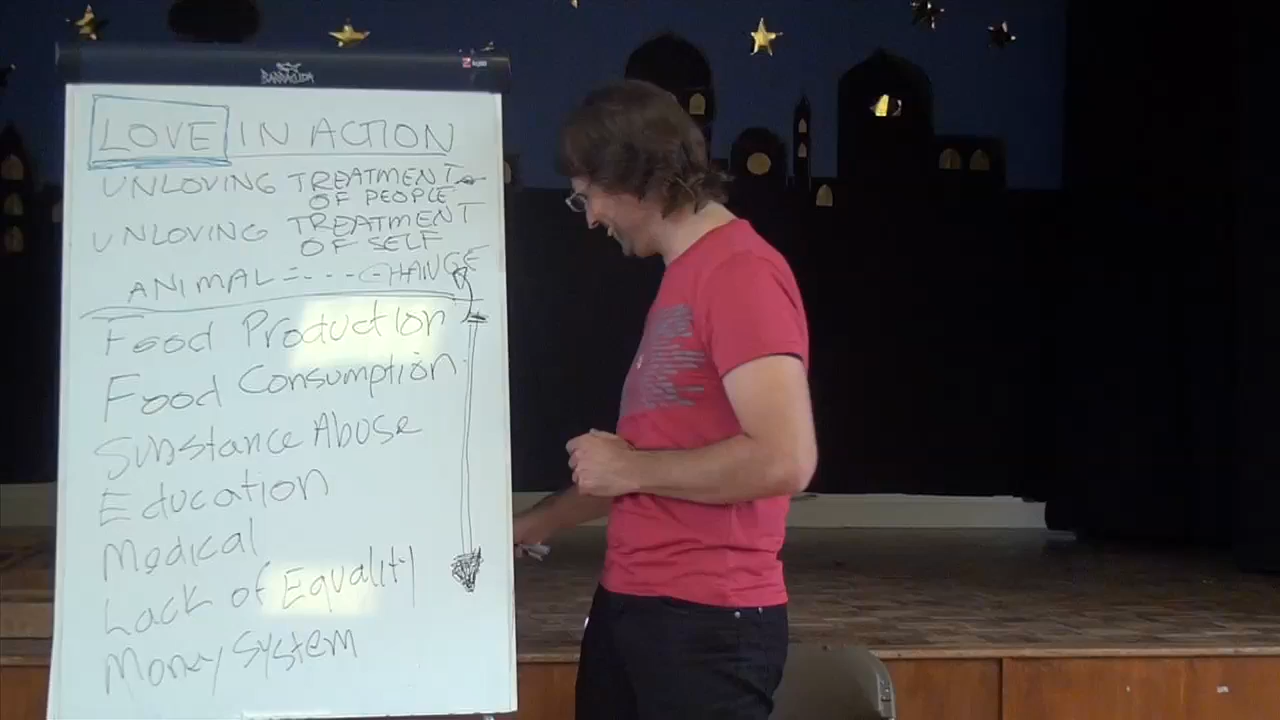 BARRACUDA
LOVE IN ACTION
UNLOVING TREATMENT
OF PEOPLE
UNLOVING TREATMENT
OF SELF
ANIMAL = - - - CHANGE
Food Production
Food Consumption
Substance Abuse
Education
Medical
Lack of Equality
Money System